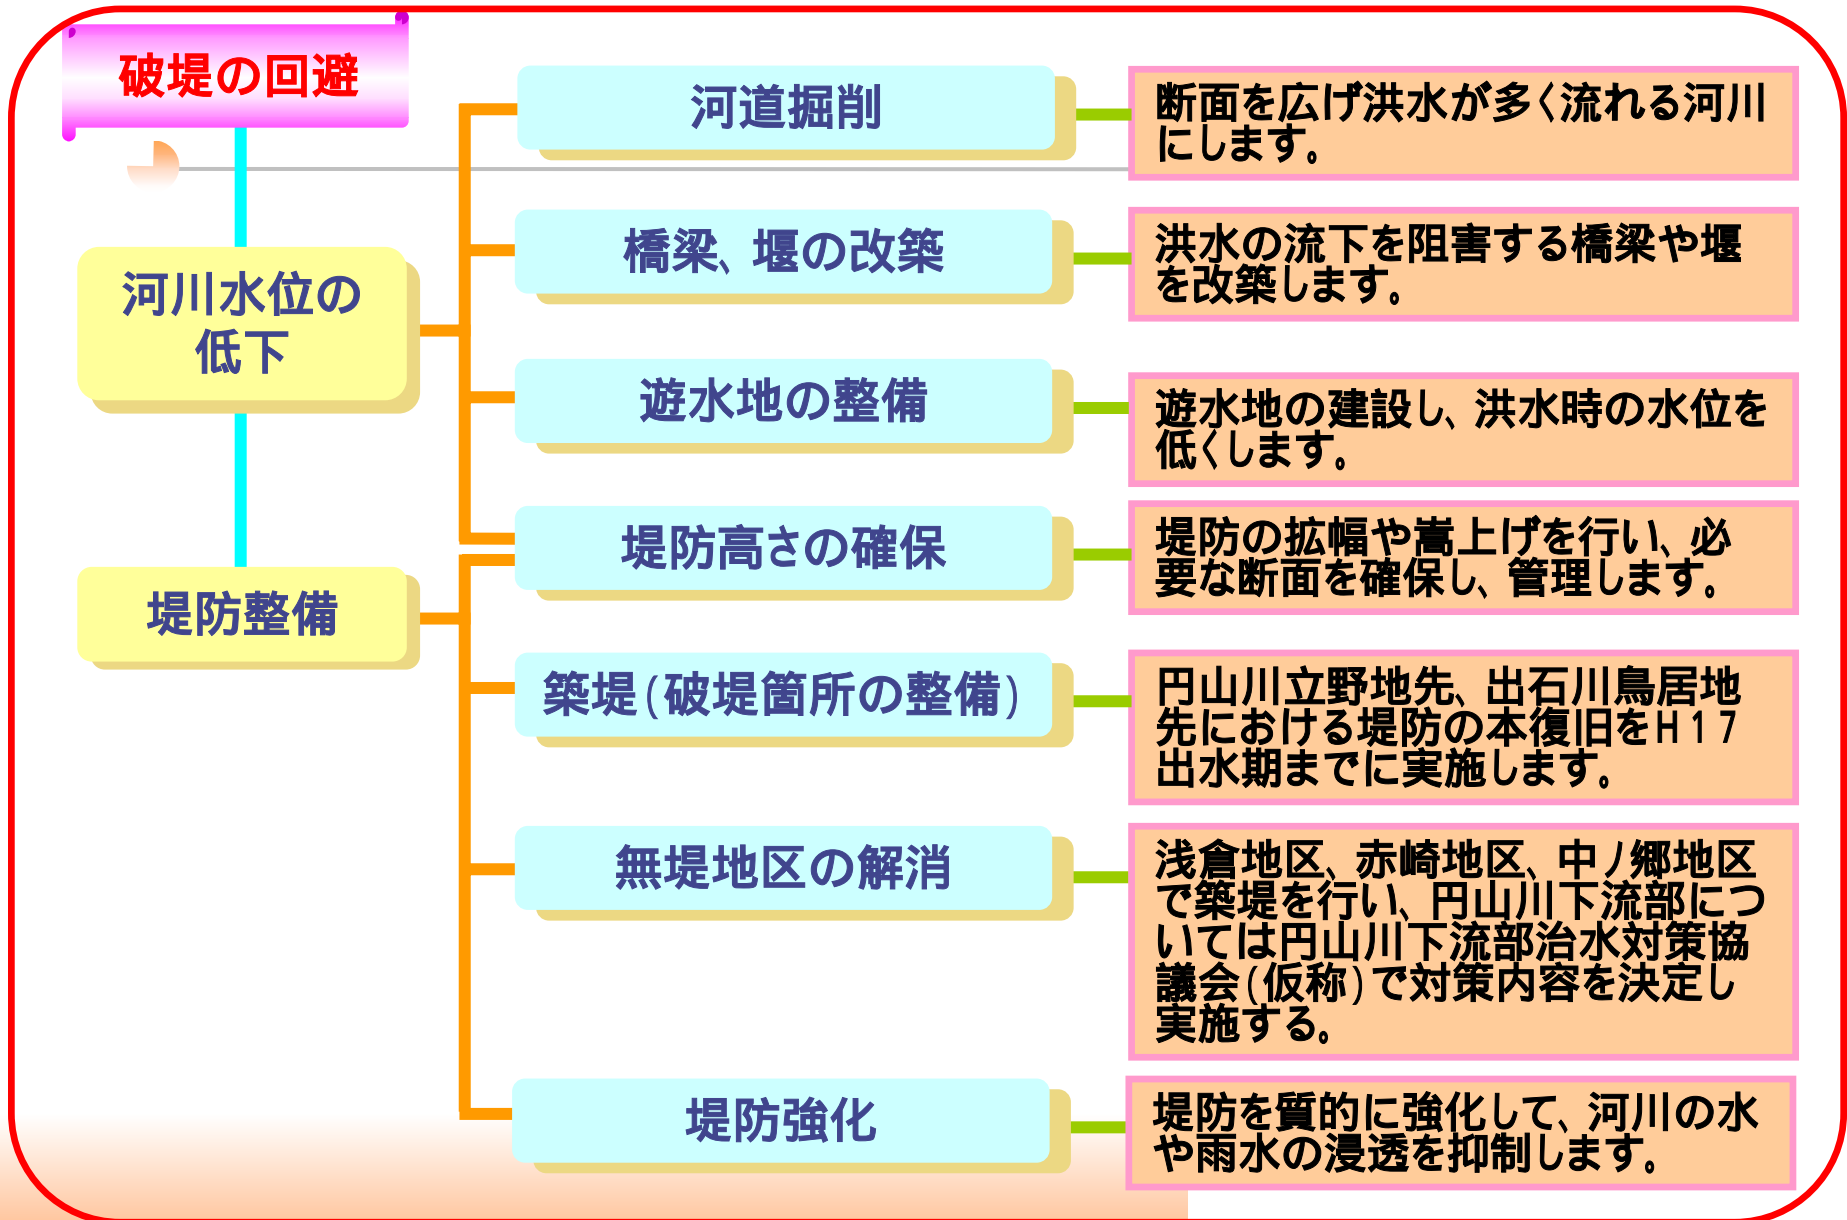 破堤の回避
河川水位の
低下
堤防整備
河道掘削
断面を広げ洪水が多く流れる河川
にします。
橋梁、堰の改築
洪水の流下を阻害する橋梁や堰
を改築します。
遊水地の整備
遊水地の建設し、洪水時の水位を
低くします。
堤防高さの確保
堤防の拡幅や嵩上げを行い、必
要な断面を確保し、管理します。
築堤(破堤箇所の整備)
円山川立野地先、出石川鳥居地
先における堤防の本復旧をH17
出水期までに実施します。
無堤地区の解消
浅倉地区、赤崎地区、中ノ郷地区
で築堤を行い、円山川下流部につ
いては円山川下流部治水対策協
議会(仮称)で対策内容を決定し
実施する。
堤防強化
堤防を質的に強化して、河川の水
や雨水の浸透を抑制します。